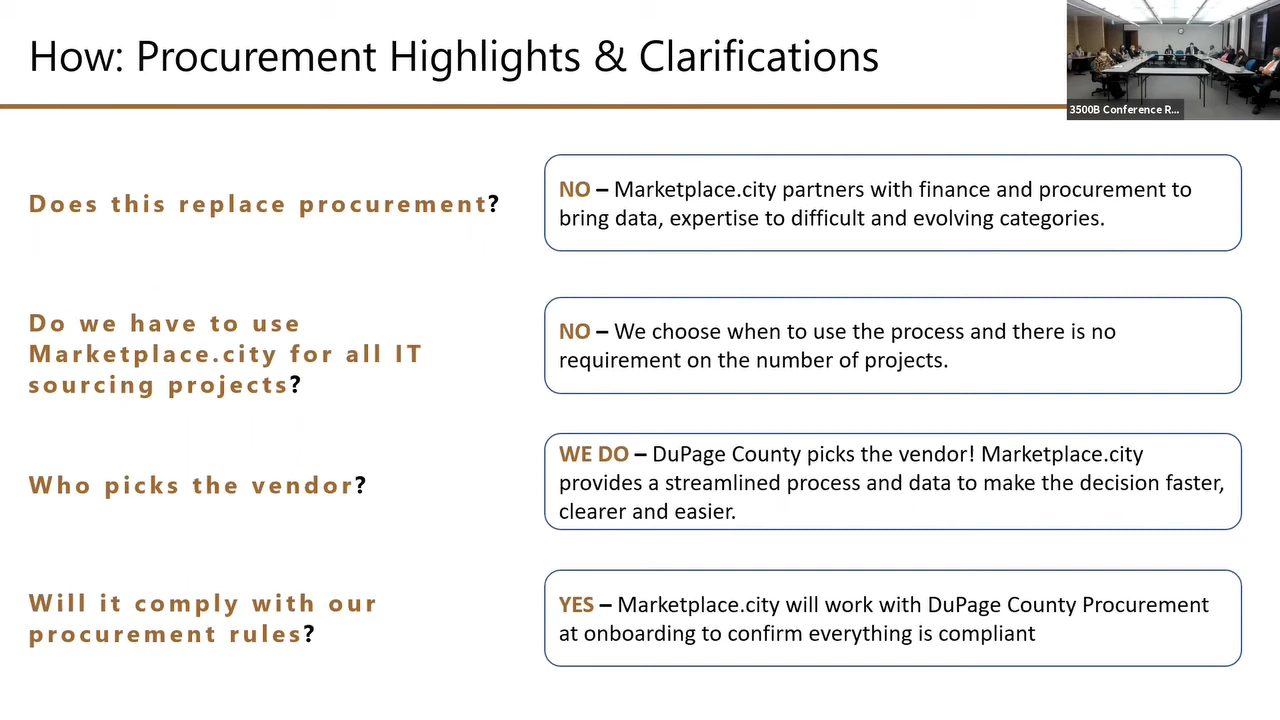 How: Procurement Highlights & Clarifications
3500B Conference R...
Does this replace procurement?
NO – Marketplace.city partners with finance and procurement to
bring data, expertise to difficult and evolving categories.
Do we have to use
Marketplace.city for all IT
sourcing projects?
NO – We choose when to use the process and there is no
requirement on the number of projects.
Who picks the vendor?
WE DO – DuPage County picks the vendor! Marketplace.city
provides a streamlined process and data to make the decision faster,
clearer and easier.
Will it comply with our
procurement rules?
YES – Marketplace.city will work with DuPage County Procurement
at onboarding to confirm everything is compliant